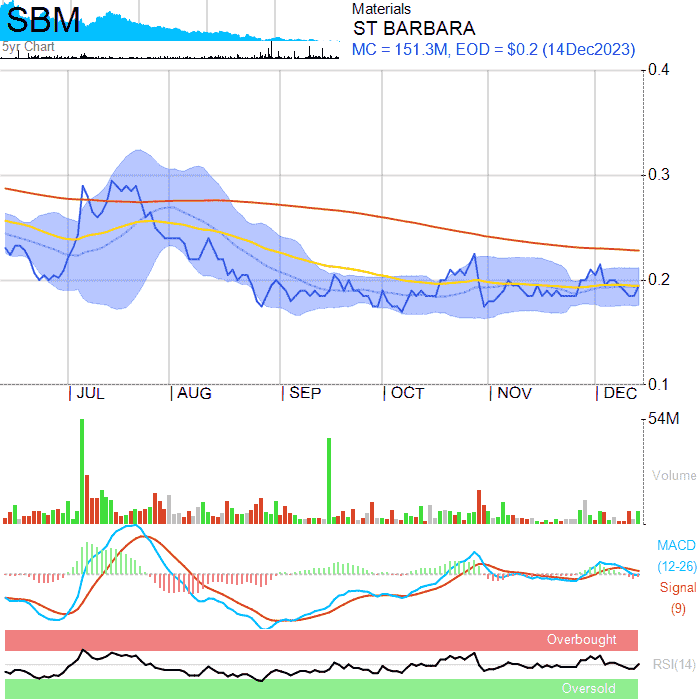 SBM
5yr Chart
Materials
ST BARBARA
MC = 151.3M, EOD = $0.2 (14Dec2023)
0.4
0.3
0.2
0.1
JUL AUG SEP OCT NOV DEC
54M
Volume
MACD
(12-26)
Signal
(9)
Overbought
RSI(14)
Oversold